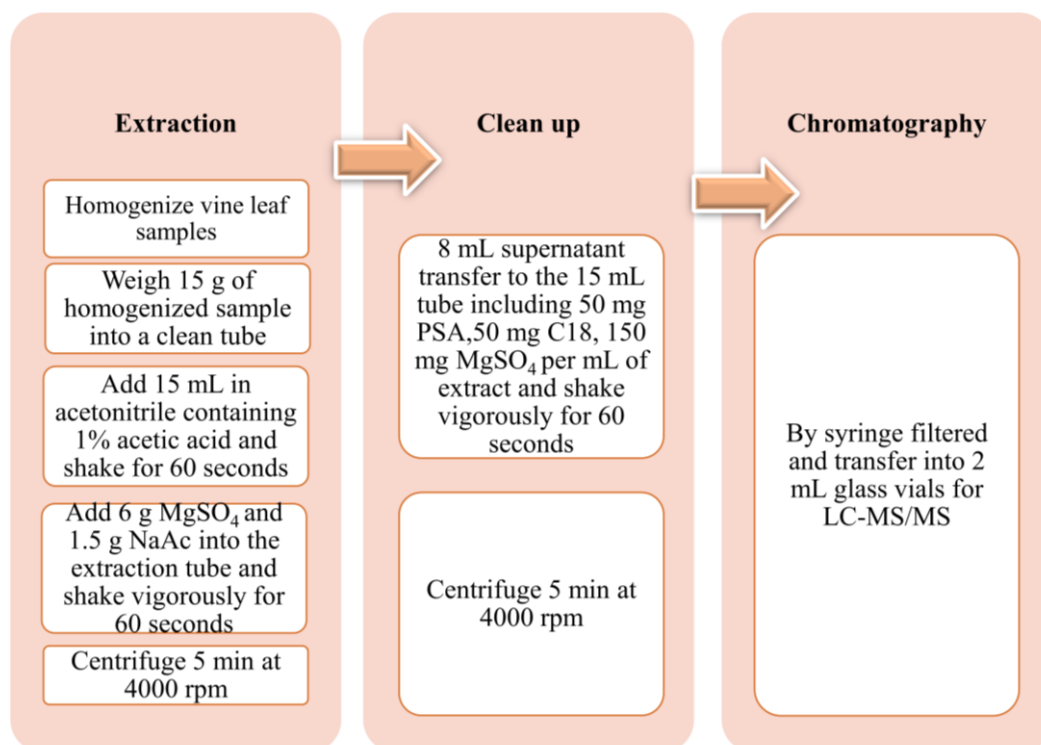 Extraction
Homogenize vine leaf
samples
Weigh 15 g of
homogenized sample
into a clean tube
Add 15 mL in
acetonitrile containing
1% acetic acid and
shake for 60 seconds
Add 6 g MgSO₄ and
1.5 g NaAc into the
extraction tube and
shake vigorously for
60 seconds
Centrifuge 5 min at
4000 rpm
Clean up
8 mL supernatant
transfer to the 15 mL
tube including 50 mg
PSA,50 mg C18, 150
mg MgSO₄ per mL of
extract and shake
vigorously for 60
seconds
Centrifuge 5 min at
4000 rpm
Chromatography
By syringe filtered
and transfer into 2
mL glass vials for
LC-MS/MS